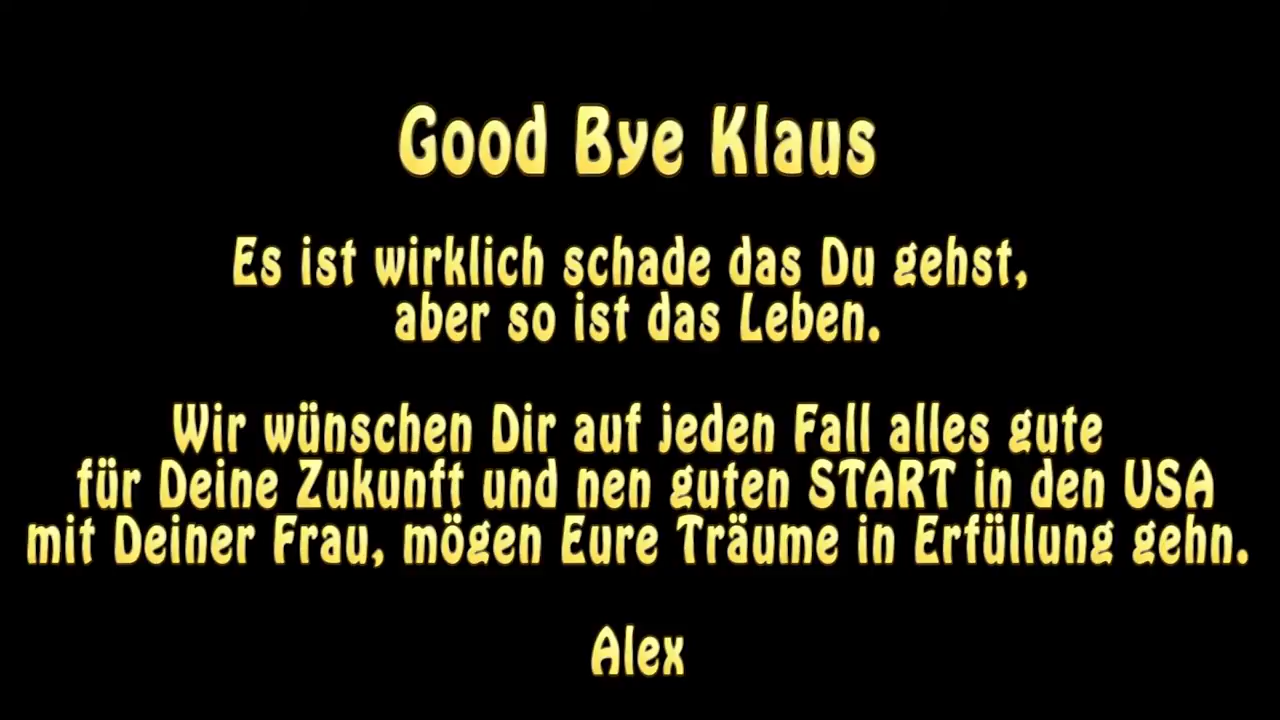 Good Bye Klaus
Es ist wirklich schade das Du gehst,
aber so ist das Leben.
Wir wünschen Dir auf jeden Fall alles gute
für Deine Zukunft und nen guten START in den USA
mit Deiner Frau, mögen Eure Träume in Erfüllung gehn.
Alex